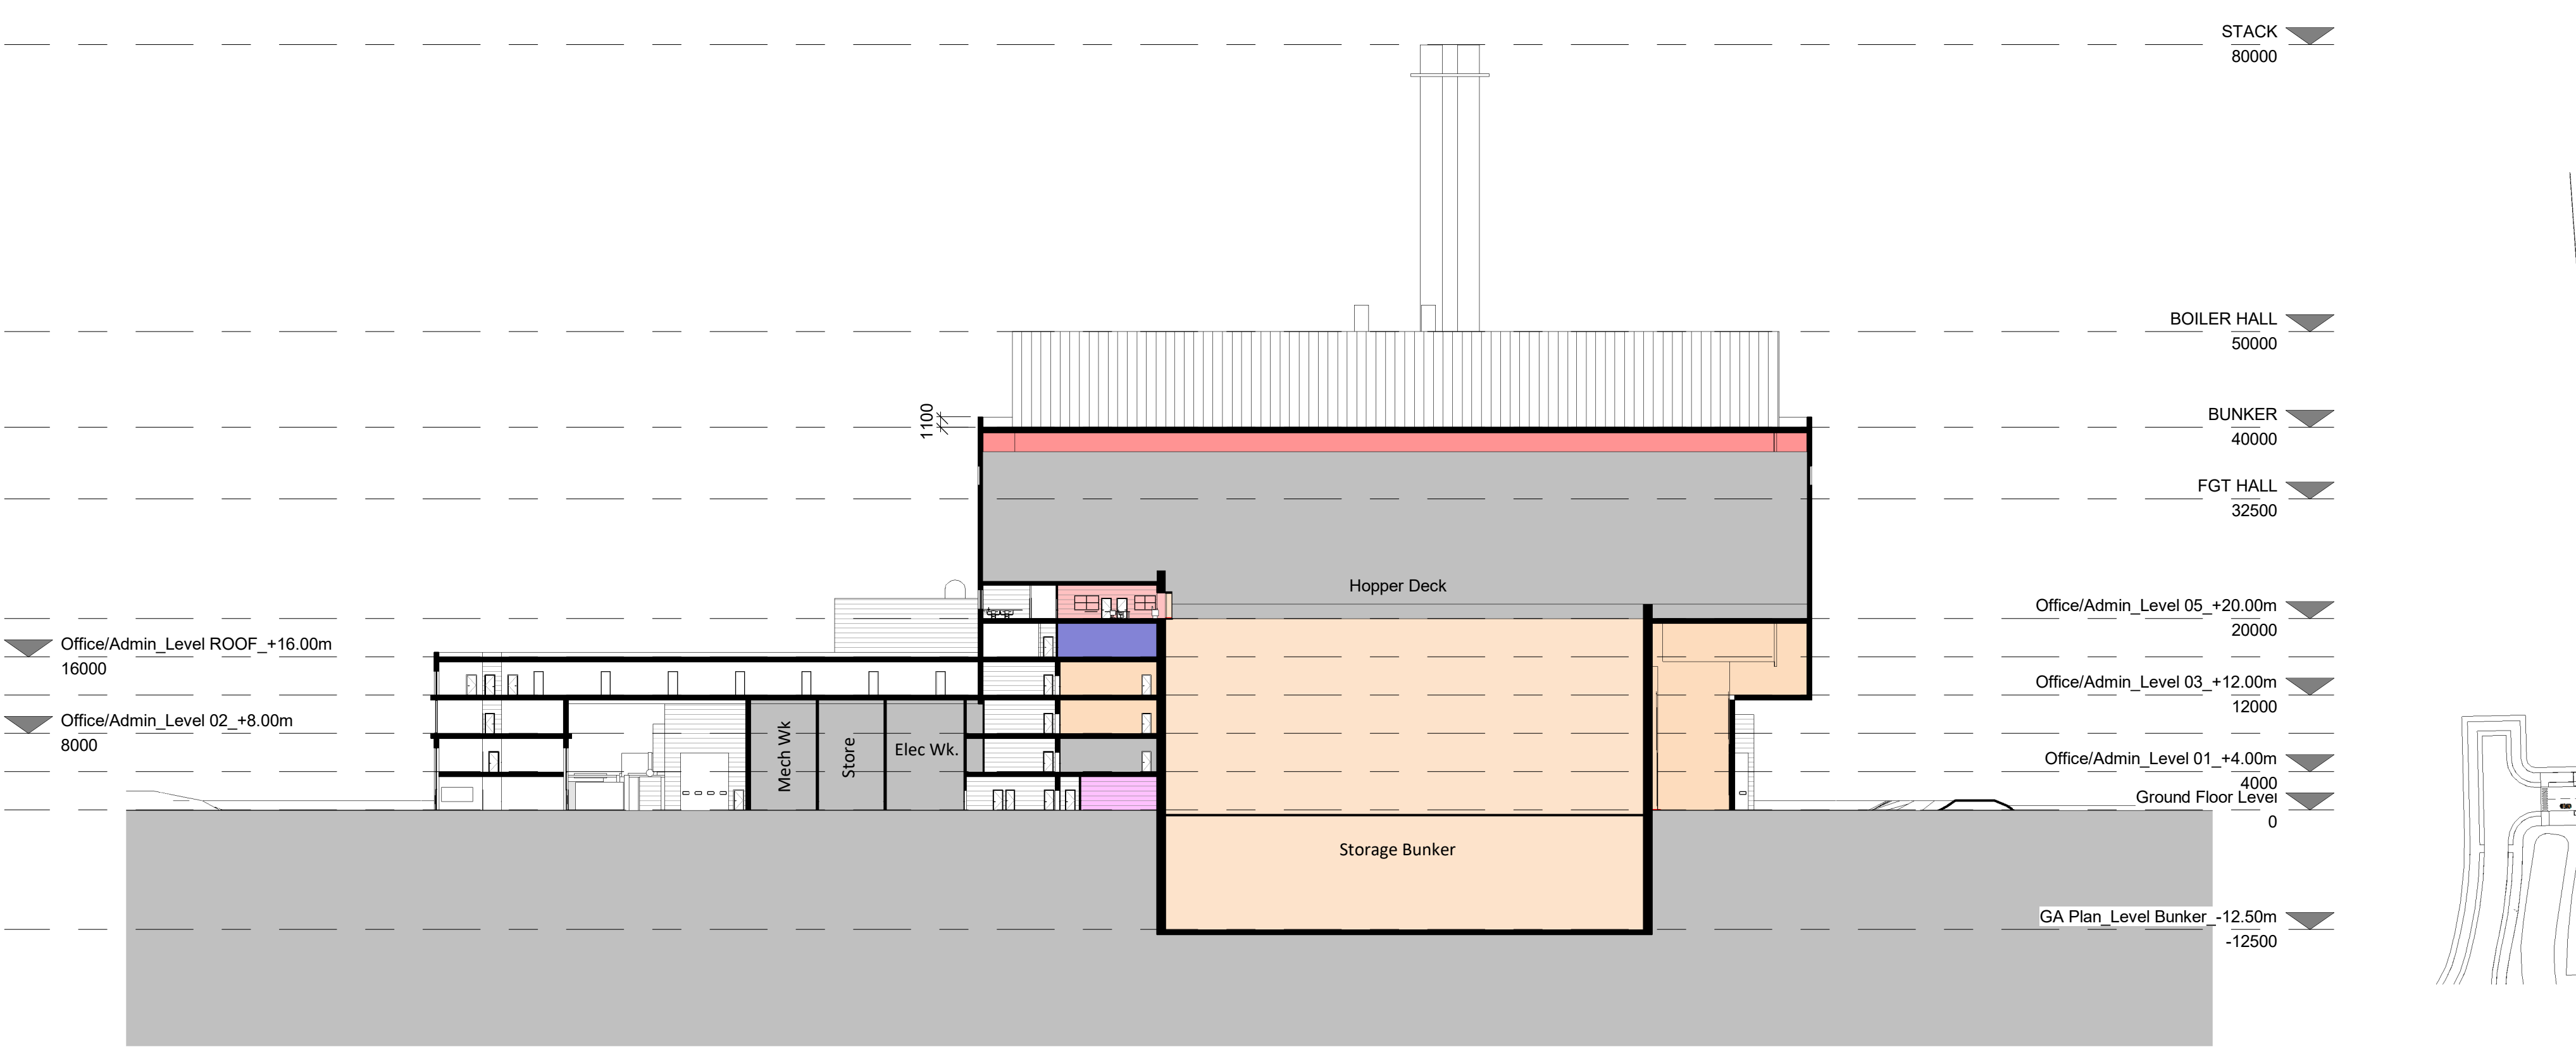 STACK
80000
BOILER HALL
50000
1100
BUNKER
40000
FGT HALL
32500
Hopper Deck
Office/Admin_Level 05_+20.00m
20000
Office/Admin_Level ROOF_+16.00m
16000
Office/Admin_Level 03_+12.00m
12000
Office/Admin_Level 02_+8.00m
8000
Mech Wk
Store
Elec Wk.
Office/Admin_Level 01_+4.00m
4000
Ground Floor Level
0
Storage Bunker
GA Plan_Level Bunker_-12.50m
-12500